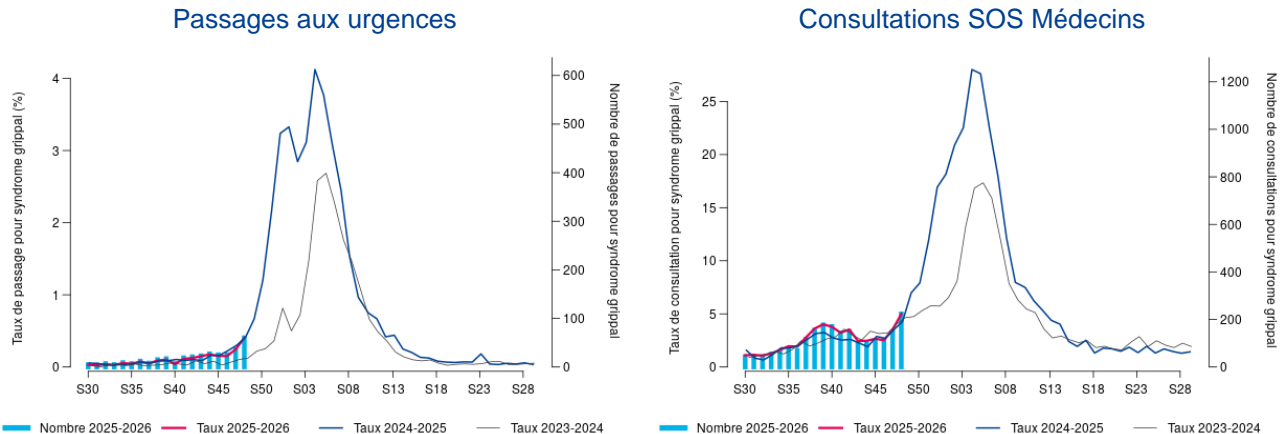 Passages aux urgences
Taux de passage pour syndrome grippal (%)
4
3
2
1
0
600
500
400
300
200
100
0
Nombre de passages pour syndrome grippal
S30 S35 S40 S45 S50 S03 S08 S13 S18 S23 S28
Nombre 2025-2026 Taux 2025-2026 Taux 2024-2025 Taux 2023-2024
Consultations SOS Médecins
Taux de consultation pour syndrome grippal (%)
25
20
15
10
5
0
1200
1000
800
600
400
200
0
Nombre de consultations pour syndrome grippal
S30 S35 S40 S45 S50 S03 S08 S13 S18 S23 S28
Nombre 2025-2026 Taux 2025-2026 Taux 2024-2025 Taux 2023-2024